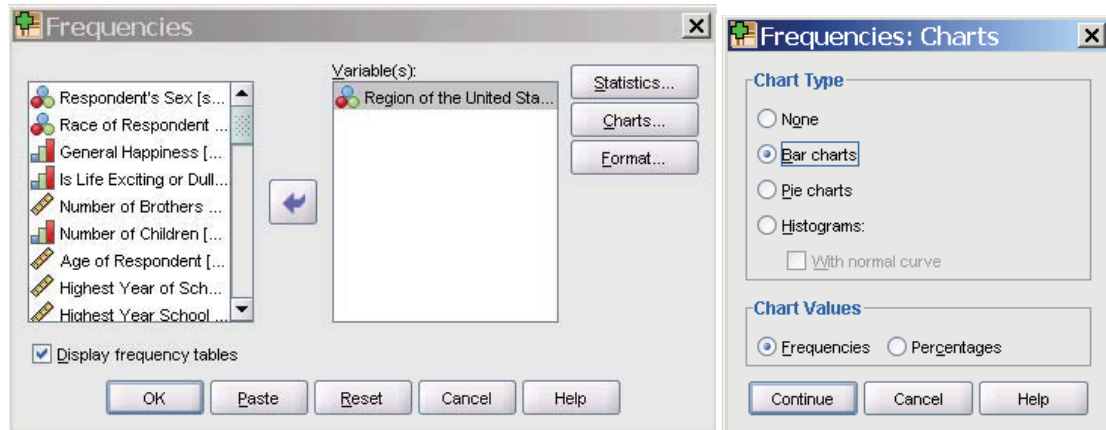 Frequencies
Variable(s):
Respondent's Sex [s...
Race of Respondent ...
General Happiness [...
Is Life Exciting or Dull...
Number of Brothers ...
Number of Children [...
Age of Respondent [...
Highest Year of Sch...
Highest Year School ...
Region of the United Sta...
Statistics...
Charts...
Format...
Display frequency tables
OK
Paste
Reset
Cancel
Help
Frequencies: Charts
Chart Type
None
Bar charts
Pie charts
Histograms:
With normal curve
Chart Values
Frequencies
Percentages
Continue
Cancel
Help